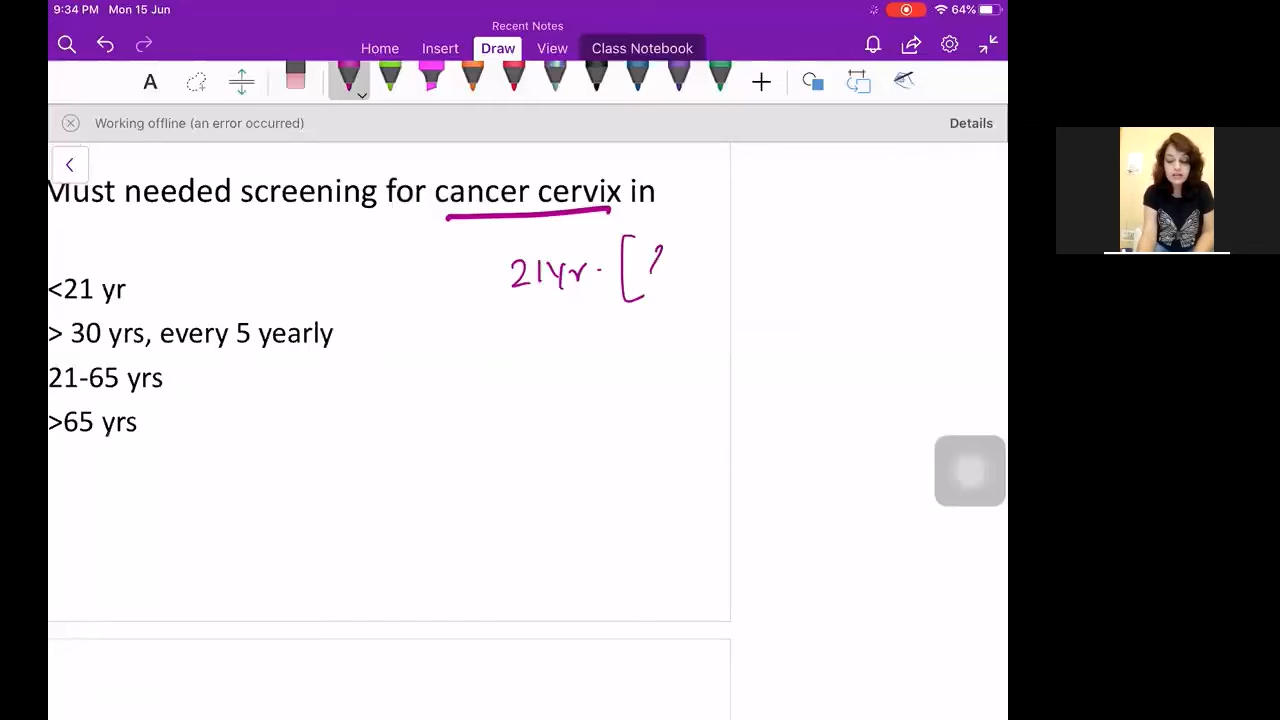 9:34 PM Mon 15 Jun
64%
Recent Notes
Home Insert Draw View Class Notebook
A
Working offline (an error occurred)
Details
Must needed screening for cancer cervix in
21yr. [
<21 yr
> 30 yrs, every 5 yearly
21-65 yrs
>65 yrs